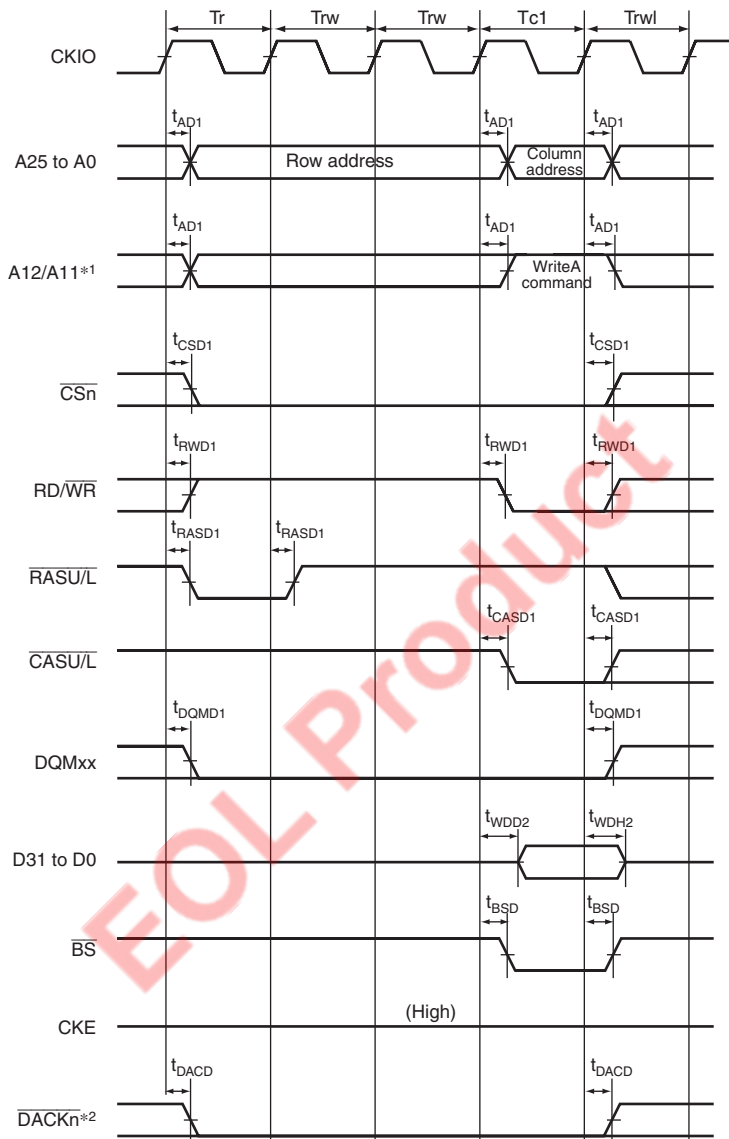 Tr Trw Trw Tc1 Trwl
CKIO
tAD1 tAD1 tAD1
A25 to A0 Row address Column address
tAD1 tAD1 tAD1
A12/A11*1 WriteA command
tCSD1 tCSD1
CSn
tRWD1 tRWD1 tRWD1
RD/WR
tRASD1 tRASD1
RASU/L
tCASD1 tCASD1
CASU/L
tDQMD1 tDQMD1
DQMxx
tWDD2 tWDH2
D31 to D0
tBSD tBSD
BS
(High)
CKE
tDACD tDACD
DACKn*2
EOL Product